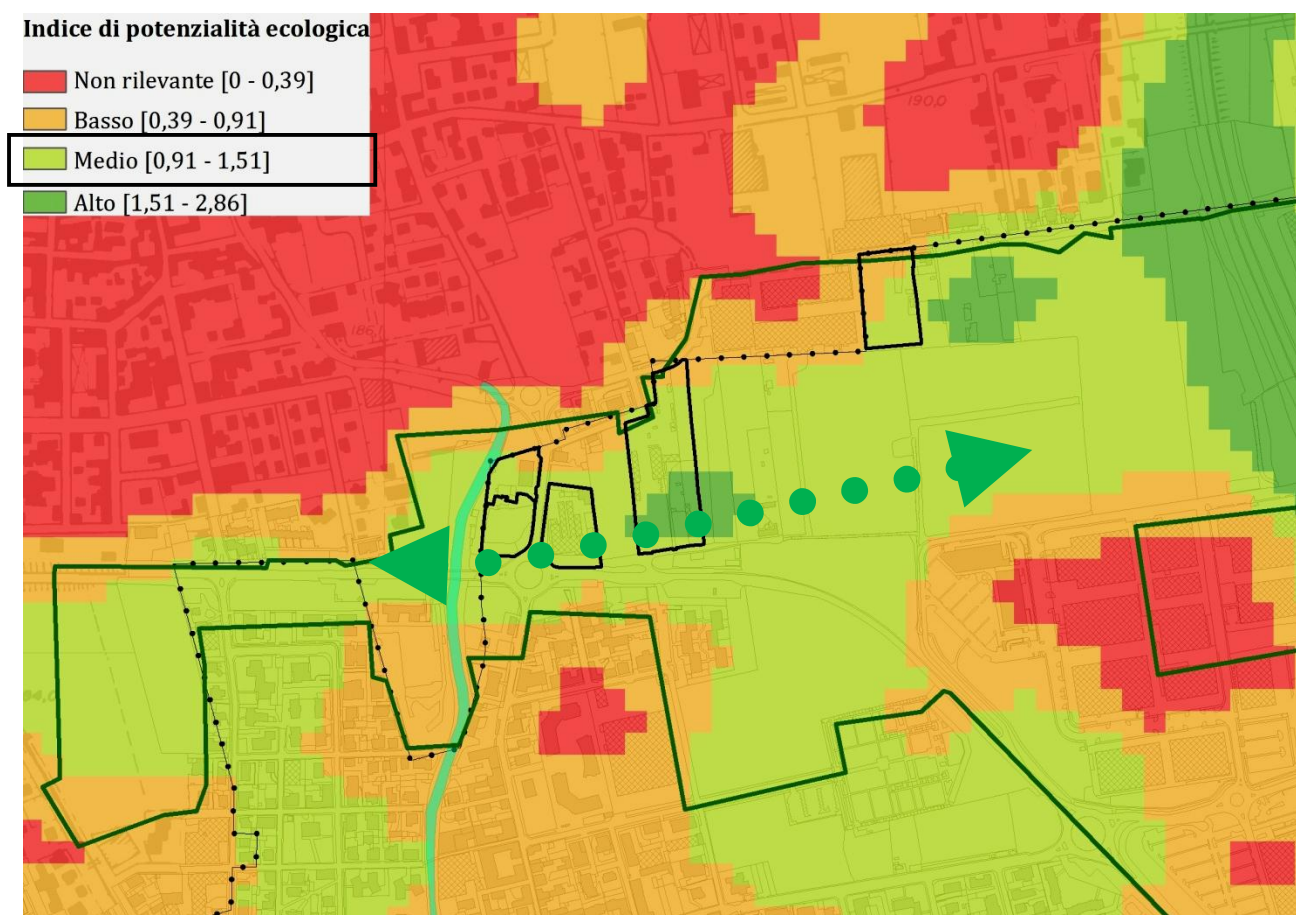 Indice di potenzialità ecologica
Non rilevante [0 - 0,39]
Basso [0,39 - 0,91]
Medio [0,91 - 1,51]
Alto [1,51 - 2,86]
190,0
186,1